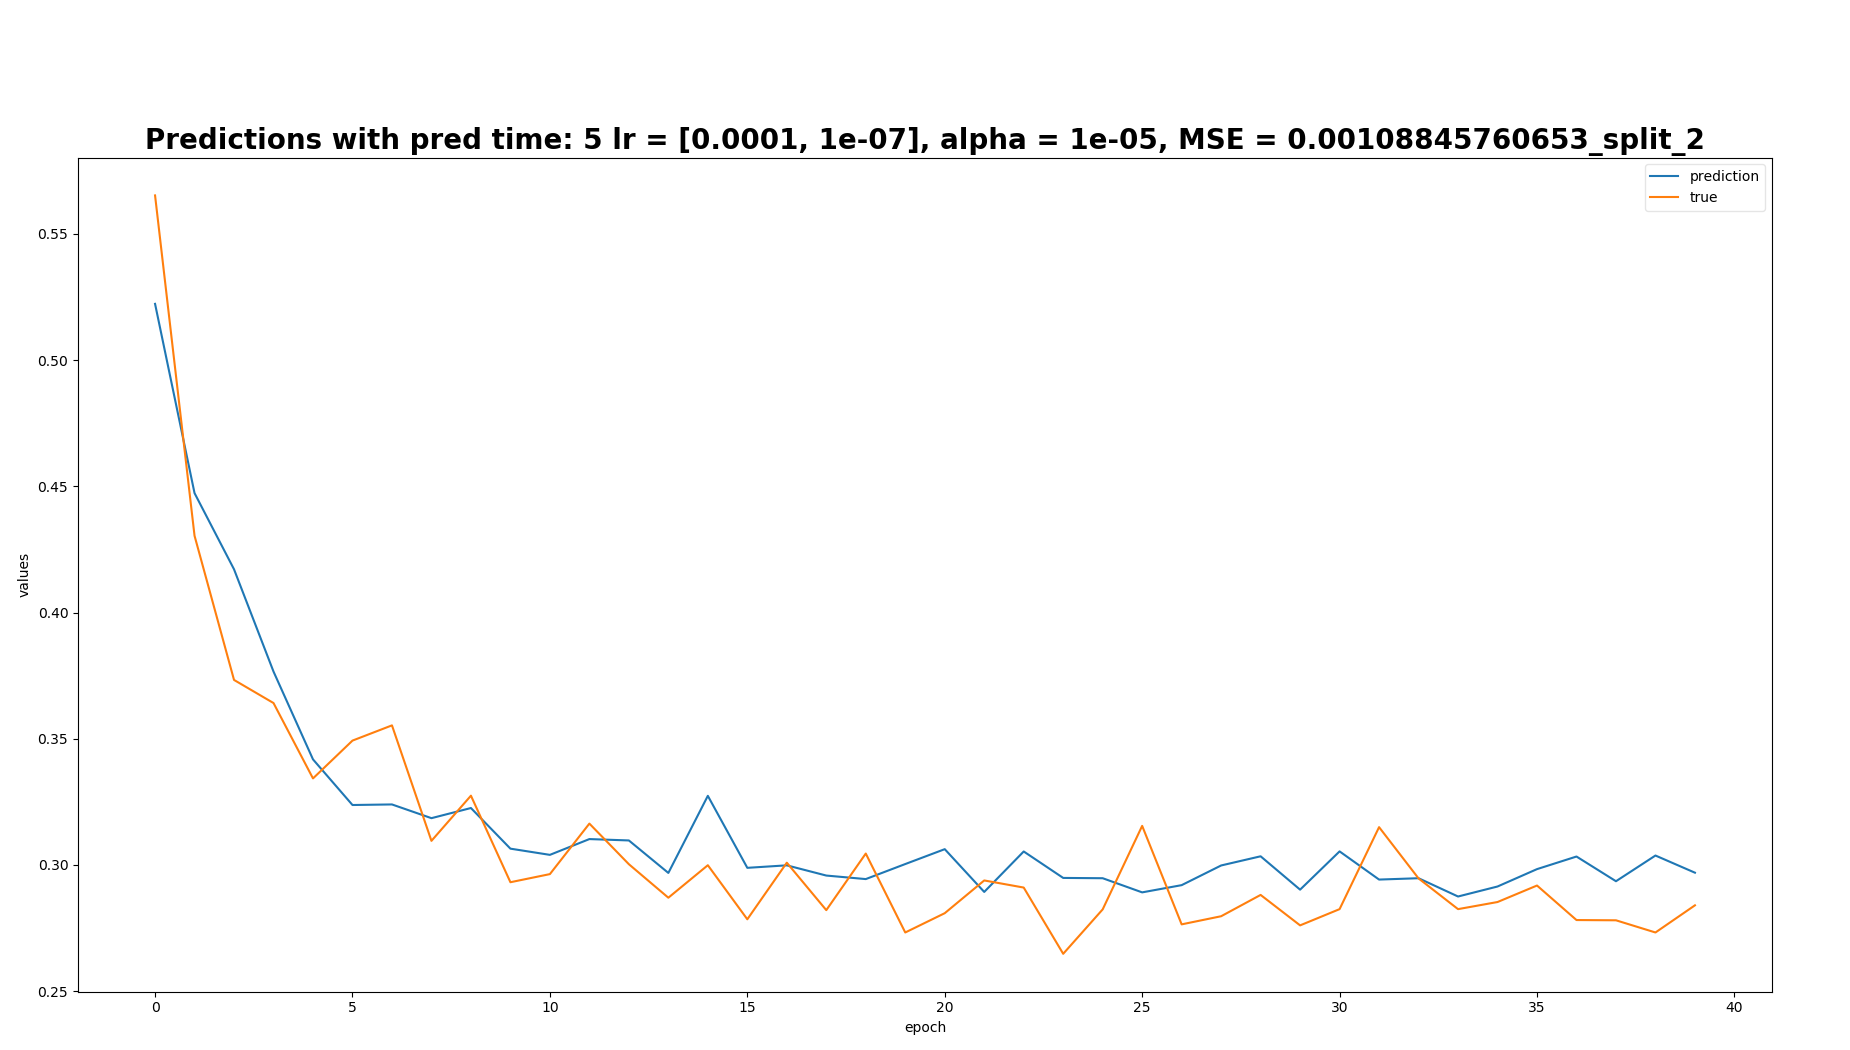 Predictions with pred time: 5 lr = [0.0001, 1e-07], alpha = 1e-05, MSE = 0.00108845760653_split_2
prediction
true
0.55
0.50
0.45
0.40
0.35
0.30
0.25
values
0 5 10 15 20 25 30 35 40
epoch